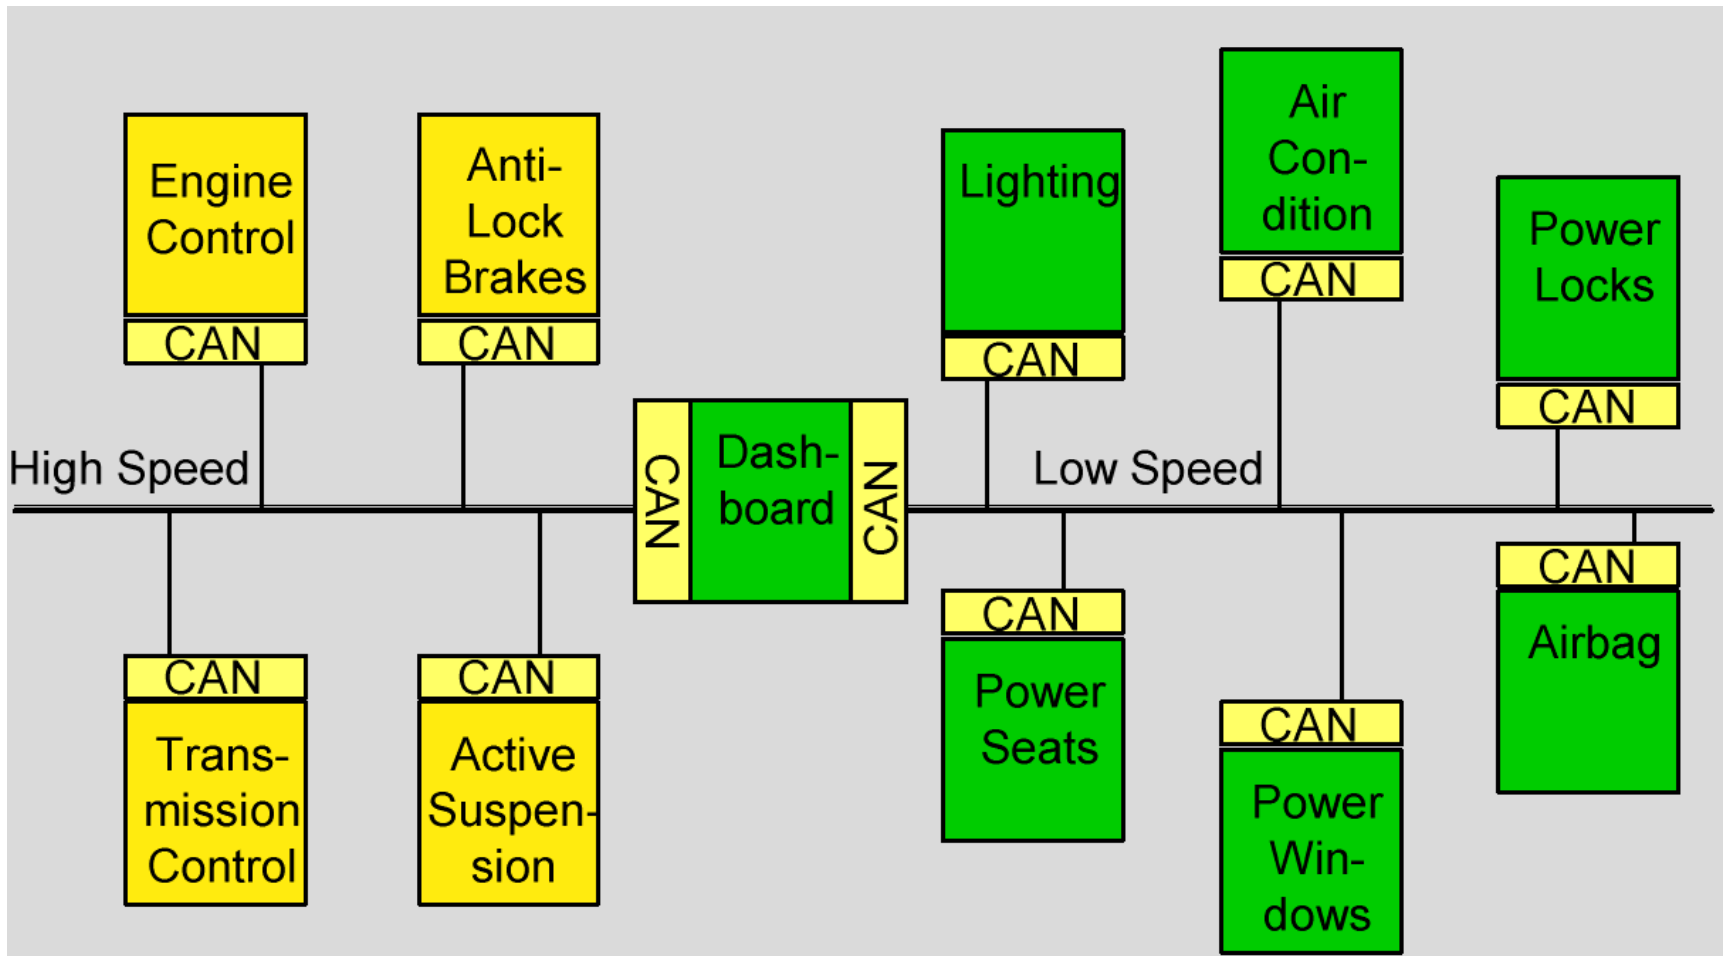 Engine
Control
CAN
Anti-
Lock
Brakes
CAN
Lighting
CAN
Air
Con-
dition
CAN
Power
Locks
CAN
High Speed
CAN
Dash-
board
CAN
Low Speed
CAN
Trans-
mission
Control
CAN
Active
Suspen-
sion
CAN
Power
Seats
CAN
Power
Win-
dows
CAN
Airbag